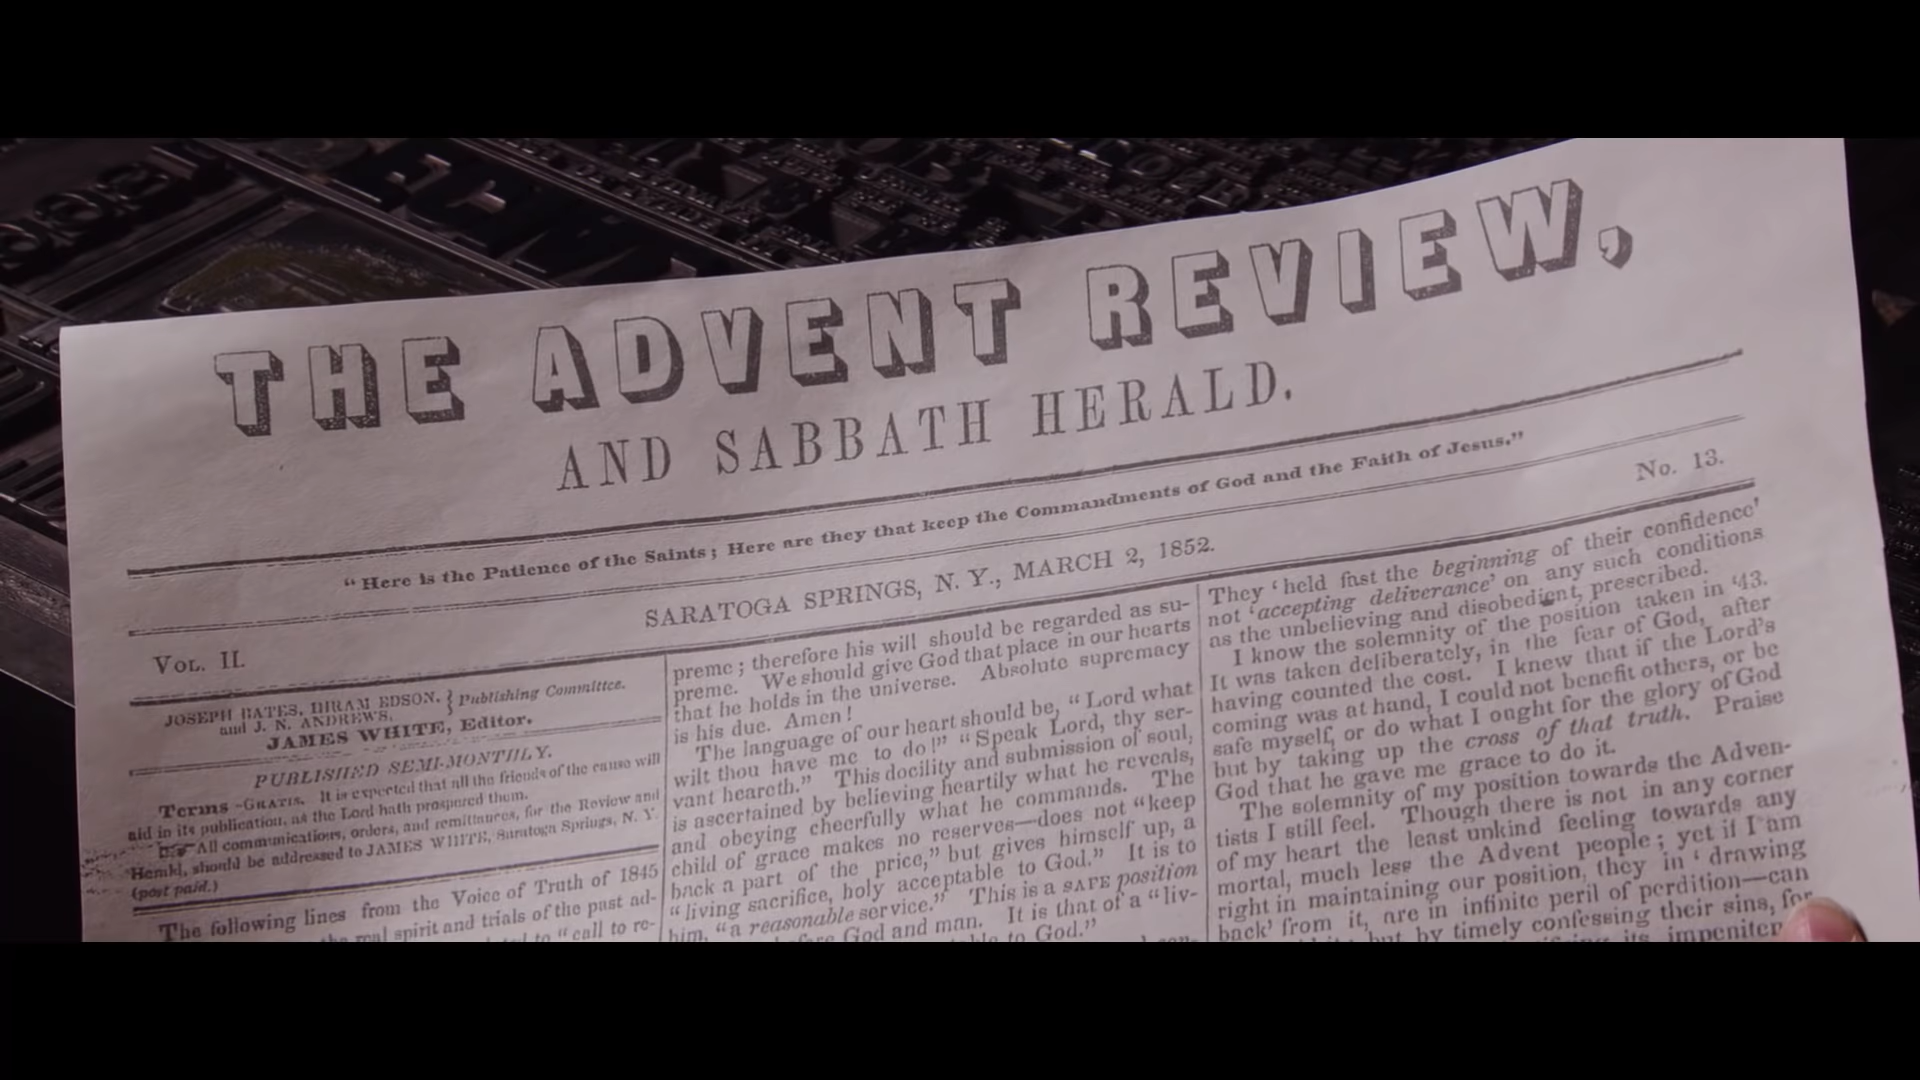 THE ADVENT REVIEW,
AND SABBATH HERALD.
“Here is the Patience of the Saints; Here are they that keep the Commandments of God and the Faith of Jesus.”
VOL. II.
SARATOGA SPRINGS, N. Y., MARCH 2, 1852.
No. 13.
JOSEPH BATES, HIRAM EDSON,
and J. N. ANDREWS,
} Publishing Committee.
JAMES WHITE, Editor.
PUBLISHED SEMI-MONTHLY.
Terms—GRATIS. It is expected that all the friends of the cause will
aid in its publication, as the Lord hath prospered them.
☞ All communications, orders, and remittances, for the Review and
Herald, should be addressed to JAMES WHITE, Saratoga Springs, N. Y.
(post paid.)
The following lines from the Voice of Truth of 1845
real spirit and trials of the past ad-
to “call to re-
preme; therefore his will should be regarded as su-
preme. We should give God that place in our hearts
that he holds in the universe. Absolute supremacy
is his due. Amen!
The language of our heart should be, “Lord what
wilt thou have me to do!” “Speak Lord, thy ser-
vant heareth.” This docility and submission of soul,
is ascertained by believing heartily what he reveals,
and obeying cheerfully what he commands. The
child of grace makes no reserves—does not “keep
back a part of the price,” but gives himself up, a
“living sacrifice, holy acceptable to God.” It is to
him, “a reasonable service.” This is a SAFE position
God and man. It is that of a “liv-
to God.”
They ‘held fast the beginning of their confidence’
not ‘accepting deliverance’ on any such conditions
as the unbelieving and disobedient, prescribed.
I know the solemnity of the position taken in ‘43.
It was taken deliberately, in the fear of God, after
having counted the cost. I knew that if the Lord’s
coming was at hand, I could not benefit others, or be
safe myself, or do what I ought for the glory of God
but by taking up the cross of that truth. Praise
God that he gave me grace to do it.
The solemnity of my position towards the Adven-
tists I still feel. Though there is not in any corner
of my heart the least unkind feeling towards any
mortal, much less the Advent people; yet if I am
right in maintaining our position, they in ‘drawing
back’ from it, are in infinite peril of perdition—can
but by timely confessing their sins, for
its impeniten